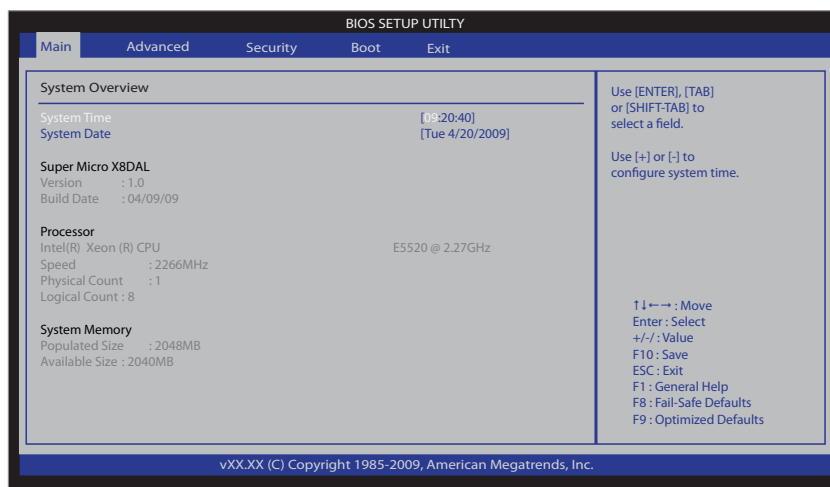 BIOS SETUP UTILTY
Main Advanced Security Boot Exit
System Overview
System Time [09:20:40]
System Date [Tue 4/20/2009]
Super Micro X8DAL
Version : 1.0
Build Date : 04/09/09
Processor
Intel(R) Xeon (R) CPU E5520 @ 2.27GHz
Speed : 2266MHz
Physical Count : 1
Logical Count : 8
System Memory
Populated Size : 2048MB
Available Size : 2040MB
Use [ENTER], [TAB]
or [SHIFT-TAB] to
select a field.
Use [+] or [-] to
configure system time.
↑↓←→ : Move
Enter : Select
+/-/ : Value
F10 : Save
ESC : Exit
F1 : General Help
F8 : Fail-Safe Defaults
F9 : Optimized Defaults
vXX.XX (C) Copyright 1985-2009, American Megatrends, Inc.